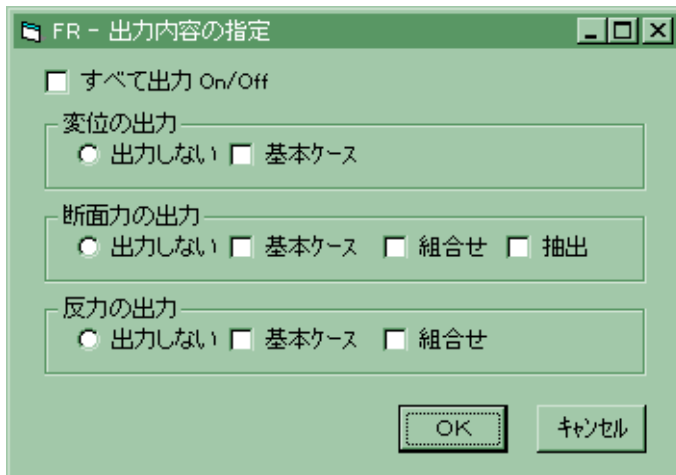 FR - 出力内容の指定
すべて出力 On/Off
変位の出力
出力しない 基本ケース
断面力の出力
出力しない 基本ケース 組合せ 抽出
反力の出力
出力しない 基本ケース 組合せ
OK キャンセル